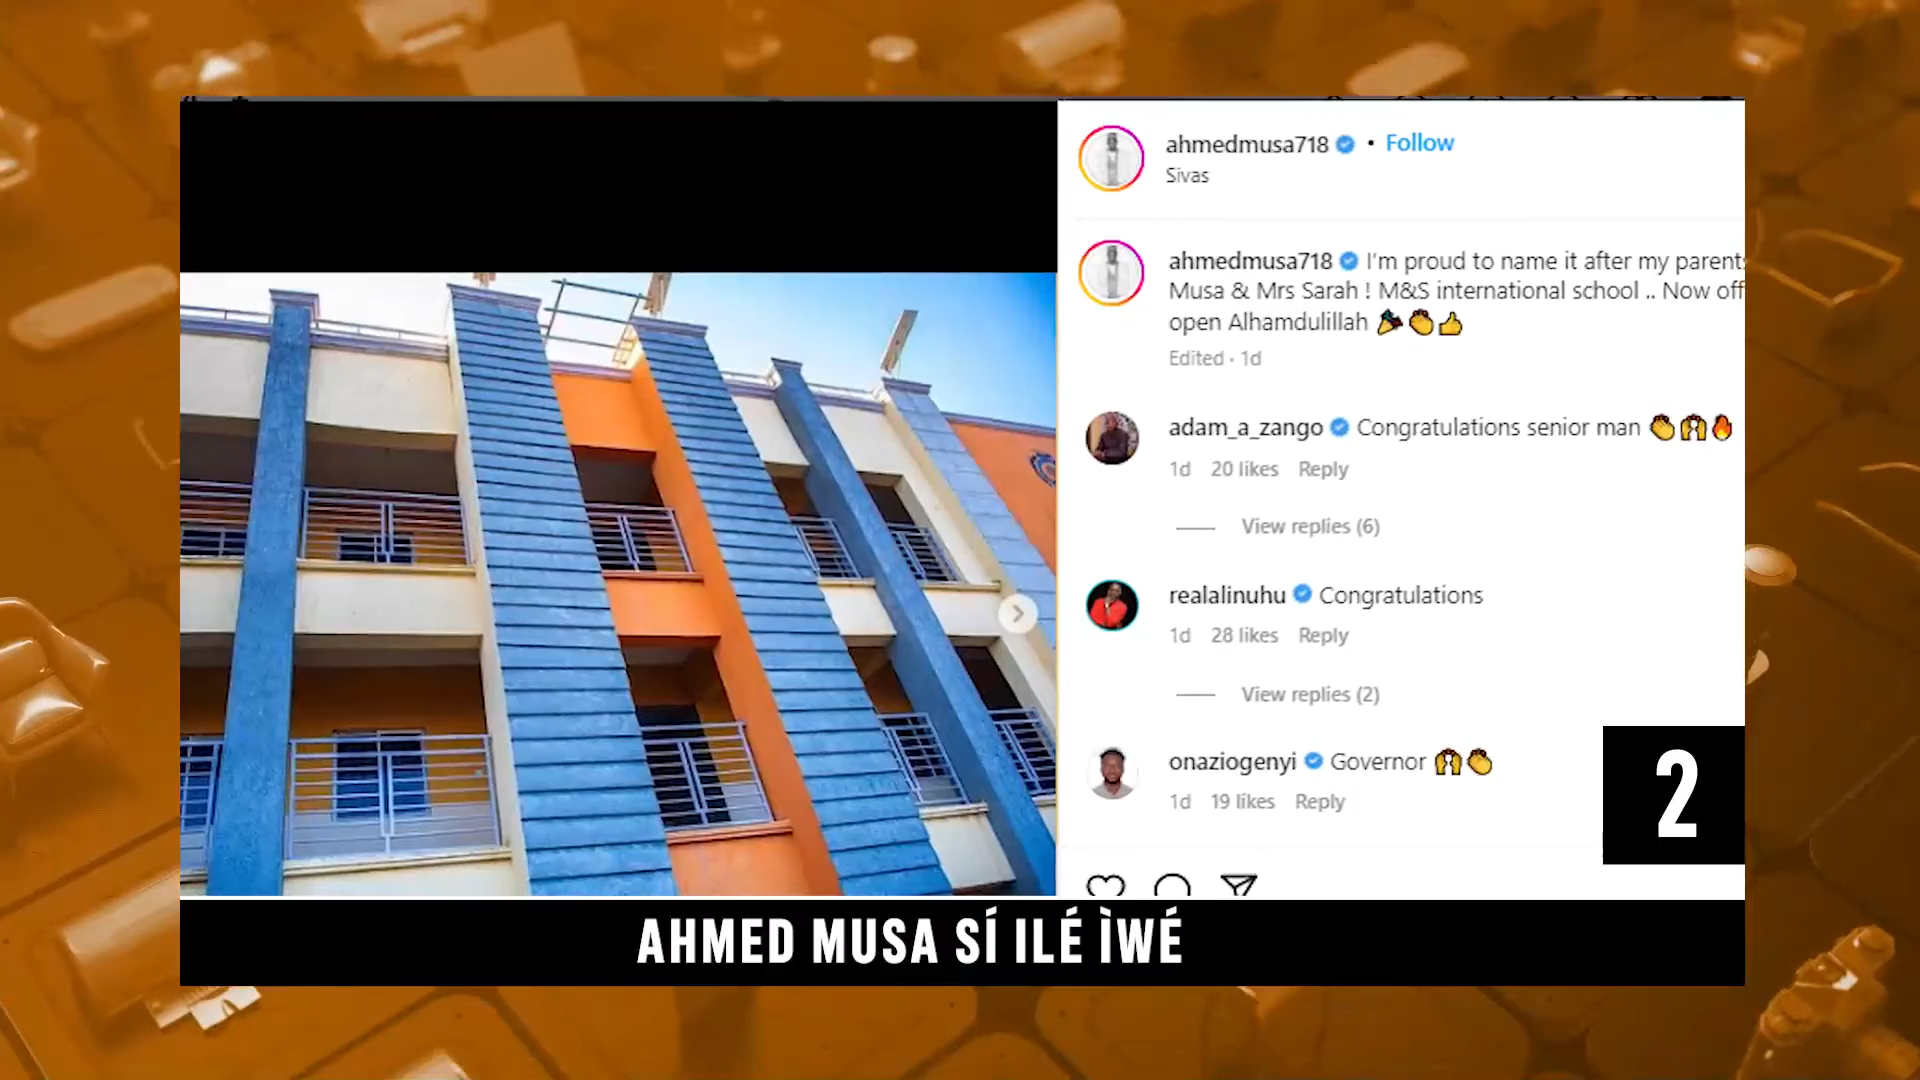 ahmedmusa718 • Follow
Sivas
ahmedmusa718 I'm proud to name it after my parents
Musa & Mrs Sarah ! M&S international school .. Now off
open Alhamdulillah 🎉👏👍
Edited · 1d
adam_a_zango Congratulations senior man 👏🙌🔥
1d 20 likes Reply
View replies (6)
realalinuhu Congratulations
1d 28 likes Reply
View replies (2)
onaziogenyi Governor 🙌👏
1d 19 likes Reply
2
AHMED MUSA SÍ ILÉ ÌWÉ